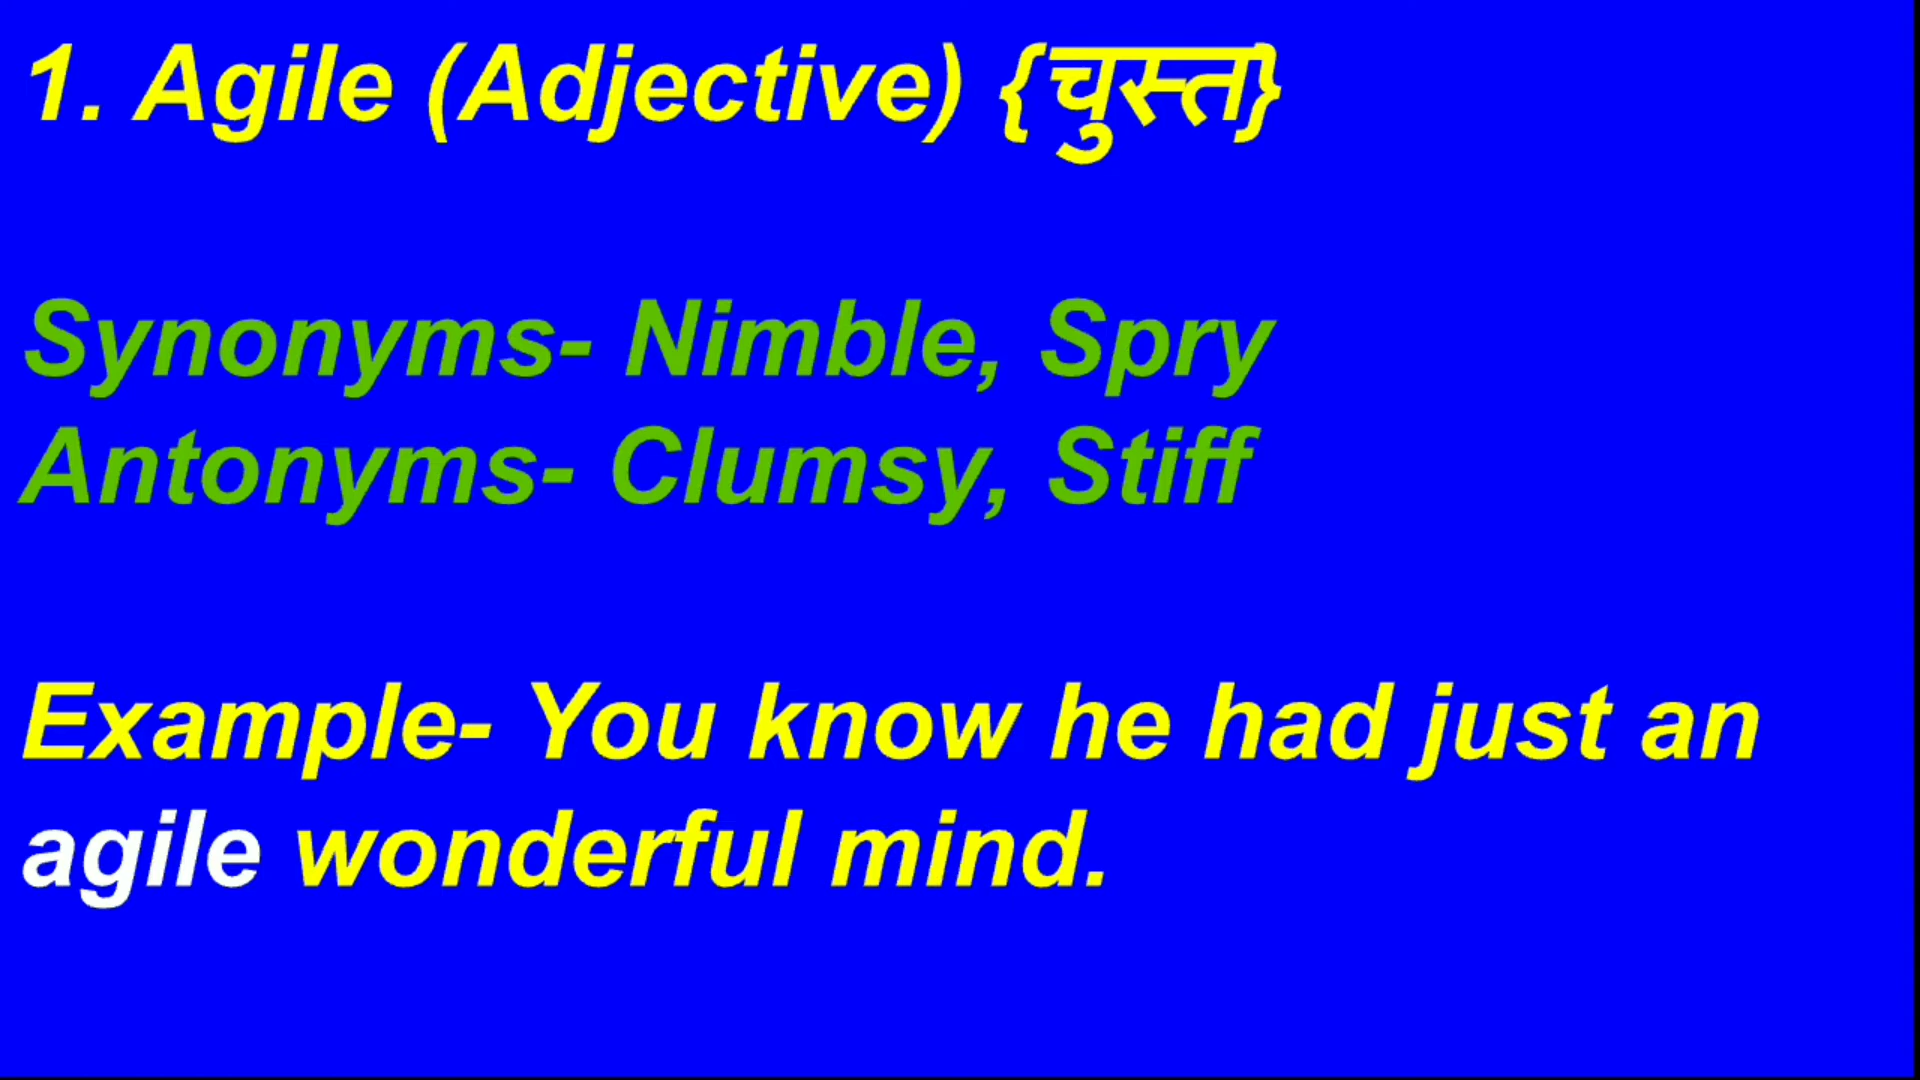 1. Agile (Adjective) {चुस्त}
Synonyms- Nimble, Spry
Antonyms- Clumsy, Stiff
Example- You know he had just an
agile wonderful mind.